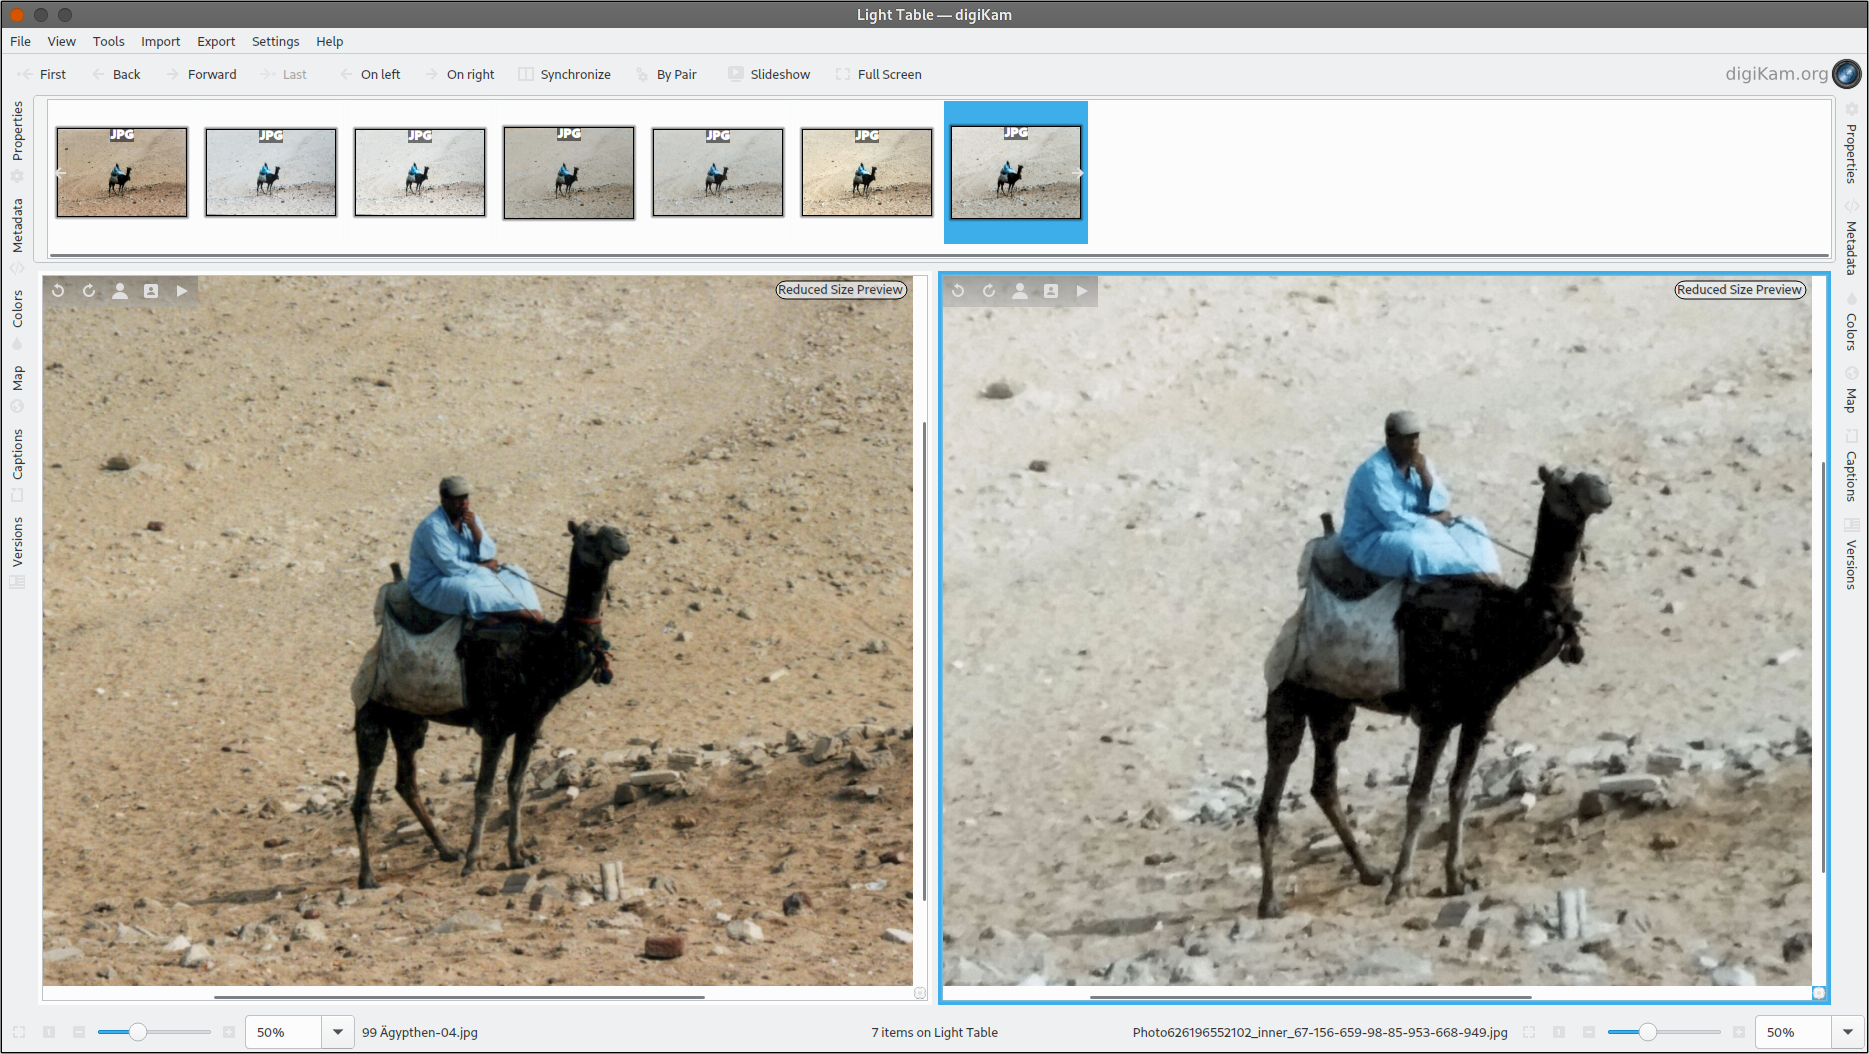 Light Table — digiKam
File View Tools Import Export Settings Help
First Back Forward Last On left On right Synchronize By Pair Slideshow Full Screen digiKam.org
Properties
Metadata
Colors
Map
Captions
Versions
JPG JPG JPG JPG JPG JPG JPG
Properties
Metadata
Colors
Map
Captions
Versions
Reduced Size Preview
Reduced Size Preview
50% 99 Ägypthen-04.jpg 7 items on Light Table Photo626196552102_inner_67-156-659-98-85-953-668-949.jpg 50%